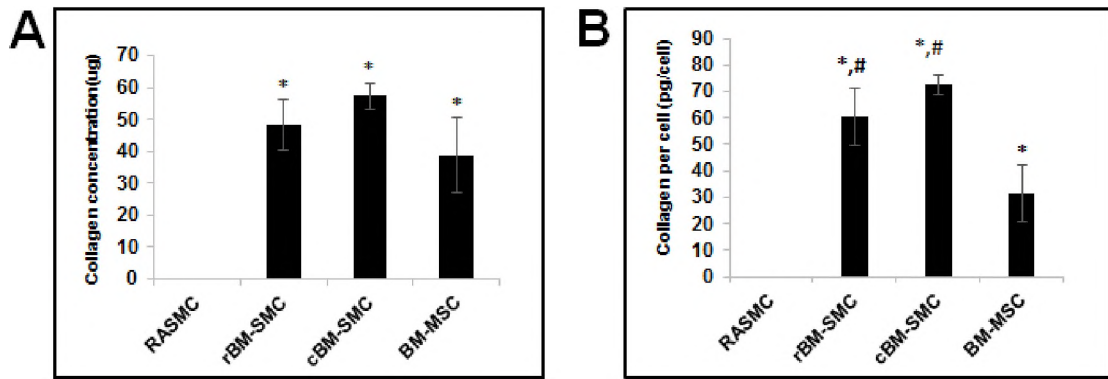 A
Collagen concentration(ug)
70
60
50
40
30
20
10
0
*
*
*
RASMC
rBM-SMC
cBM-SMC
BM-MSC
B
Collagen per cell (pg/cell)
90
80
70
60
50
40
30
20
10
0
*,#
*,#
*
RASMC
rBM-SMC
cBM-SMC
BM-MSC